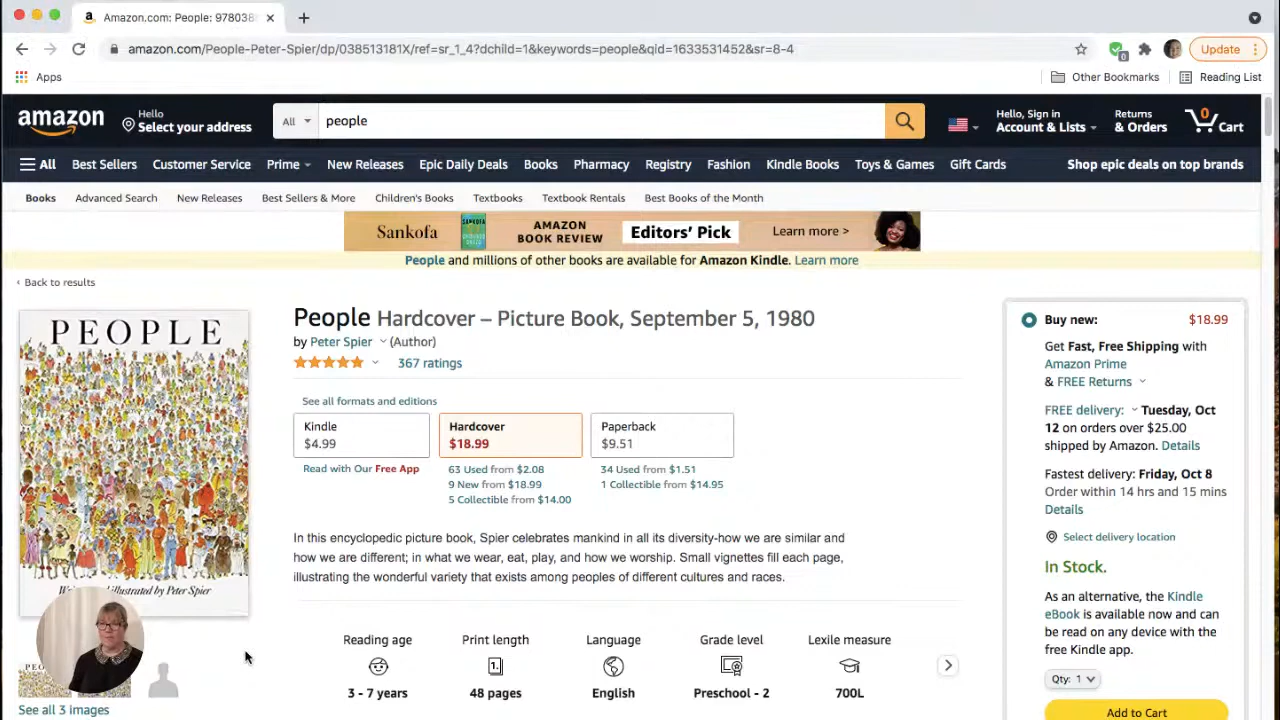 Amazon.com: People: 978038
amazon.com/People-Peter-Spier/dp/038513181X/ref=sr_1_4?dchild=1&keywords=people&qid=1633531452&sr=8-4
0
Update
Apps
Other Bookmarks
Reading List
amazon
Hello
Select your address
All
people
Hello, Sign in
Account & Lists
Returns
& Orders
0
Cart
All
Best Sellers
Customer Service
Prime
New Releases
Epic Daily Deals
Books
Pharmacy
Registry
Fashion
Kindle Books
Toys & Games
Gift Cards
Shop epic deals on top brands
Books
Advanced Search
New Releases
Best Sellers & More
Children's Books
Textbooks
Textbook Rentals
Best Books of the Month
Sankofa
AMAZON
BOOK REVIEW
Editors' Pick
Learn more >
People and millions of other books are available for Amazon Kindle. Learn more
‹ Back to results
PEOPLE
Illustrated by Peter Spier
PEO
See all 3 images
People Hardcover – Picture Book, September 5, 1980
by Peter Spier (Author)
367 ratings
See all formats and editions
Kindle
$4.99
Read with Our Free App
Hardcover
$18.99
63 Used from $2.08
9 New from $18.99
5 Collectible from $14.00
Paperback
$9.51
34 Used from $1.51
1 Collectible from $14.95
In this encyclopedic picture book, Spier celebrates mankind in all its diversity-how we are similar and
how we are different; in what we wear, eat, play, and how we worship. Small vignettes fill each page,
illustrating the wonderful variety that exists among peoples of different cultures and races.
Reading age
3 - 7 years
Print length
1.
48 pages
Language
English
Grade level
Preschool - 2
Lexile measure
700L
Buy new:
$18.99
Get Fast, Free Shipping with
Amazon Prime
& FREE Returns
FREE delivery: Tuesday, Oct
12 on orders over $25.00
shipped by Amazon. Details
Fastest delivery: Friday, Oct 8
Order within 14 hrs and 15 mins
Details
Select delivery location
In Stock.
As an alternative, the Kindle
eBook is available now and can
be read on any device with the
free Kindle app.
Qty: 1
Add to Cart